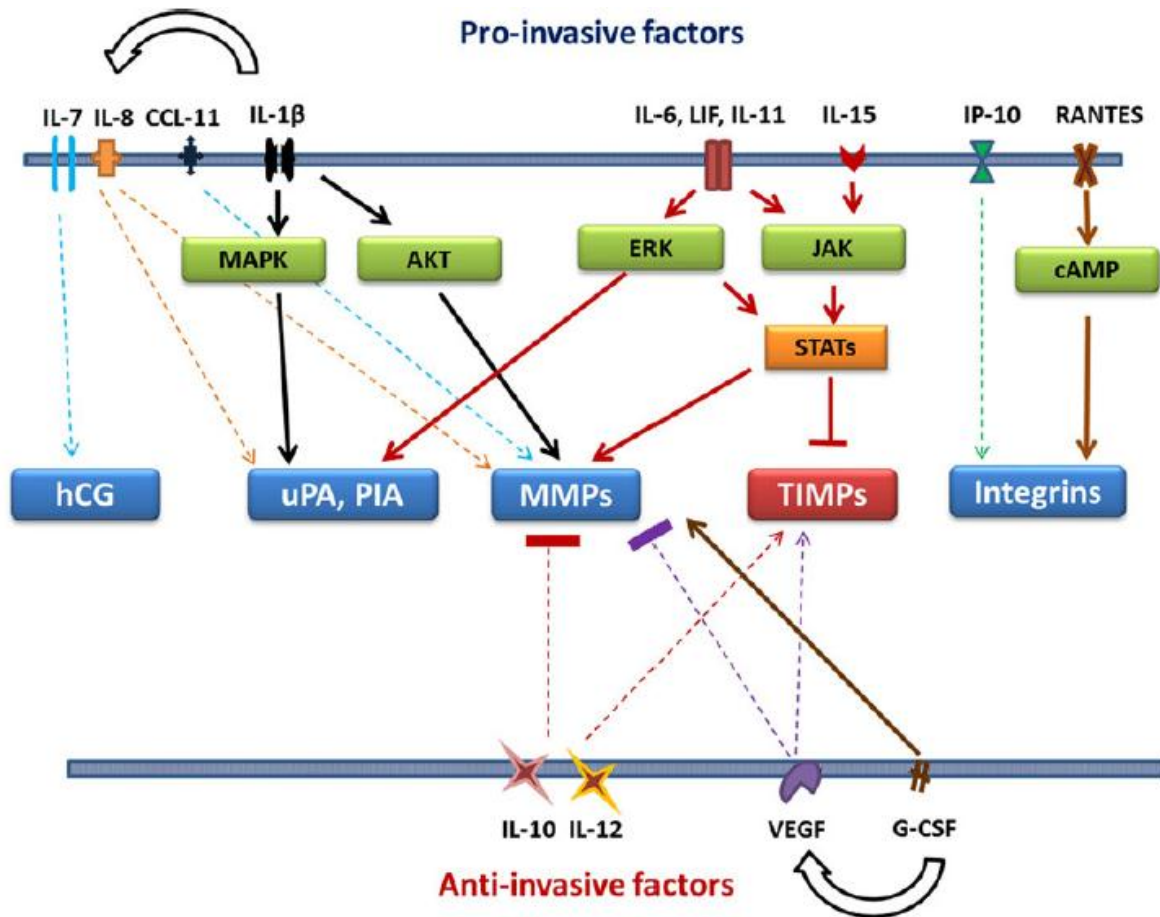 Pro-invasive factors
IL-7 IL-8 CCL-11 IL-1β IL-6, LIF, IL-11 IL-15 IP-10 RANTES
MAPK AKT ERK JAK cAMP
STATs
hCG uPA, PIA MMPs TIMPs Integrins
IL-10 IL-12 VEGF G-CSF
Anti-invasive factors